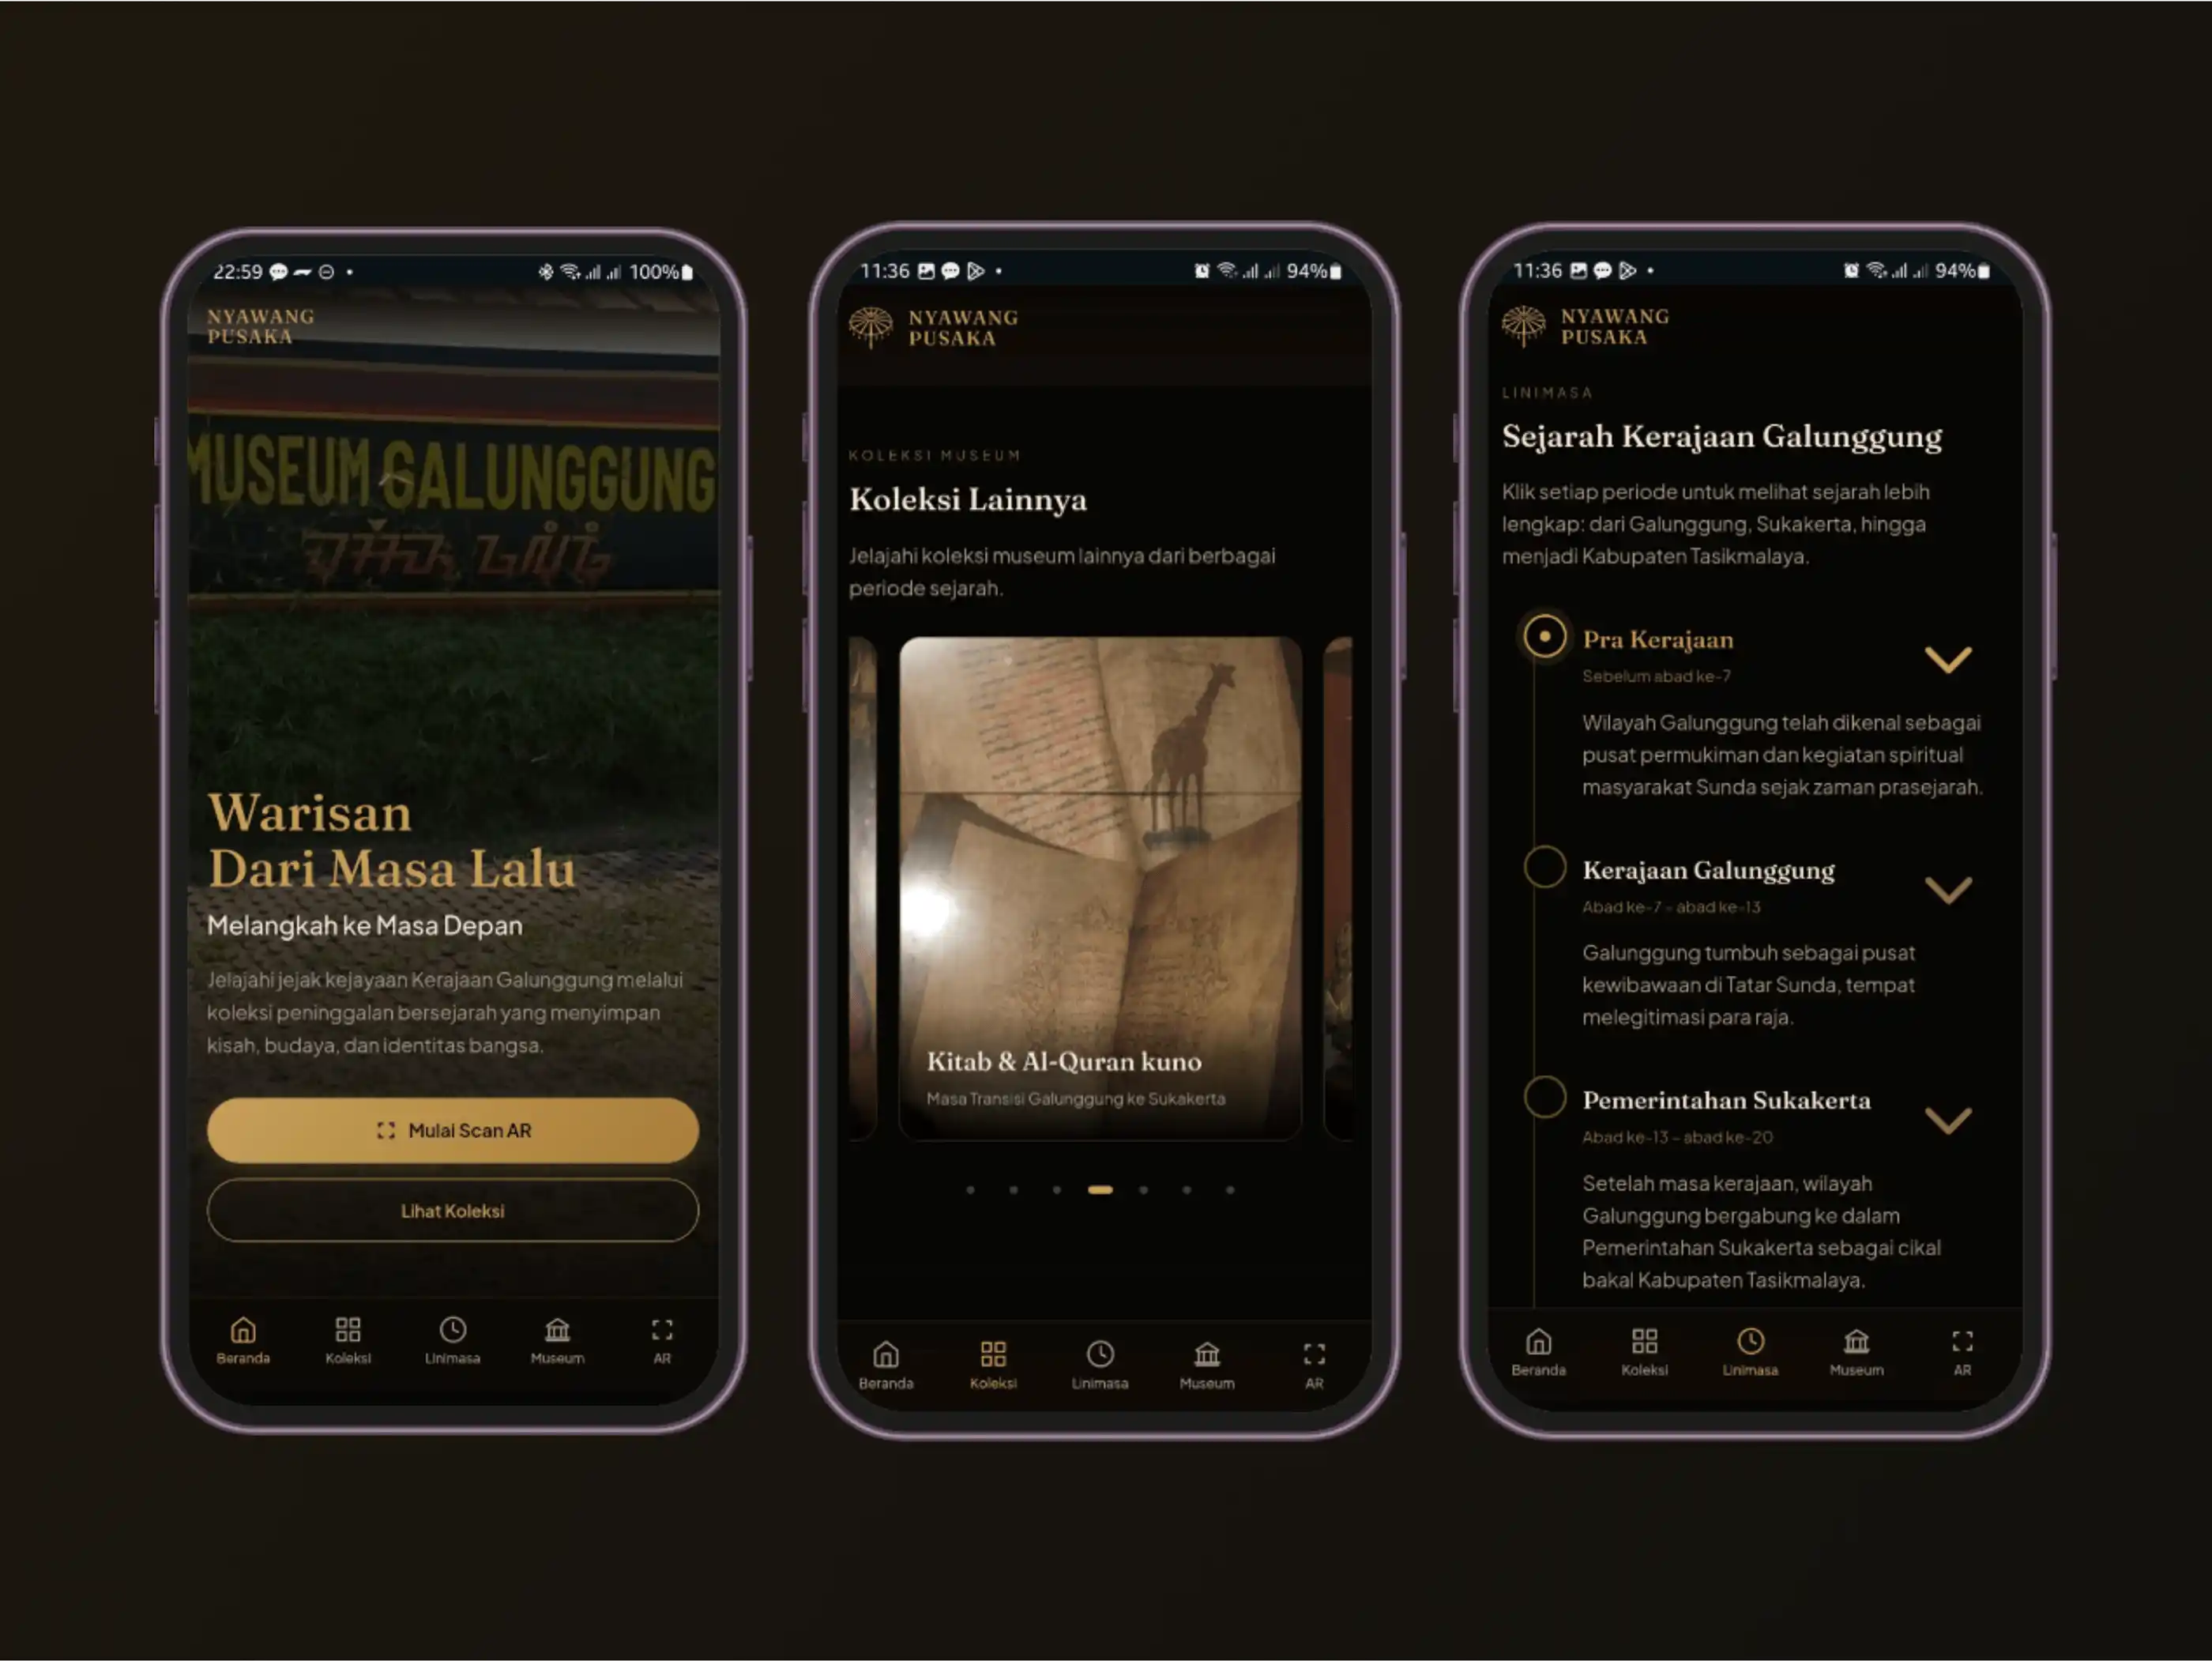 22:59
100%
NYAWANG
PUSAKA
MUSEUM GALUNGGUNG
Warisan
Dari Masa Lalu
Melangkah ke Masa Depan
Jelajahi jejak kejayaan Kerajaan Galunggung melalui
koleksi peninggalan bersejarah yang menyimpan
kisah, budaya, dan identitas bangsa.
Mulai Scan AR
Lihat Koleksi
Beranda
Koleksi
Linimasa
Museum
AR
11:36
94%
NYAWANG
PUSAKA
KOLEKSI MUSEUM
Koleksi Lainnya
Jelajahi koleksi museum lainnya dari berbagai
periode sejarah.
Kitab & Al-Quran kuno
Masa Transisi Galunggung ke Sukakerta
Beranda
Koleksi
Linimasa
Museum
AR
11:36
94%
NYAWANG
PUSAKA
LINIMASA
Sejarah Kerajaan Galunggung
Klik setiap periode untuk melihat sejarah lebih
lengkap: dari Galunggung, Sukakerta, hingga
menjadi Kabupaten Tasikmalaya.
Pra Kerajaan
Sebelum abad ke-7
Wilayah Galunggung telah dikenal sebagai
pusat permukiman dan kegiatan spiritual
masyarakat Sunda sejak zaman prasejarah.
Kerajaan Galunggung
Abad ke-7 - abad ke-13
Galunggung tumbuh sebagai pusat
kewibawaan di Tatar Sunda, tempat
melegitimasi para raja.
Pemerintahan Sukakerta
Abad ke-13 – abad ke-20
Setelah masa kerajaan, wilayah
Galunggung bergabung ke dalam
Pemerintahan Sukakerta sebagai cikal
bakal Kabupaten Tasikmalaya.
Beranda
Koleksi
Linimasa
Museum
AR